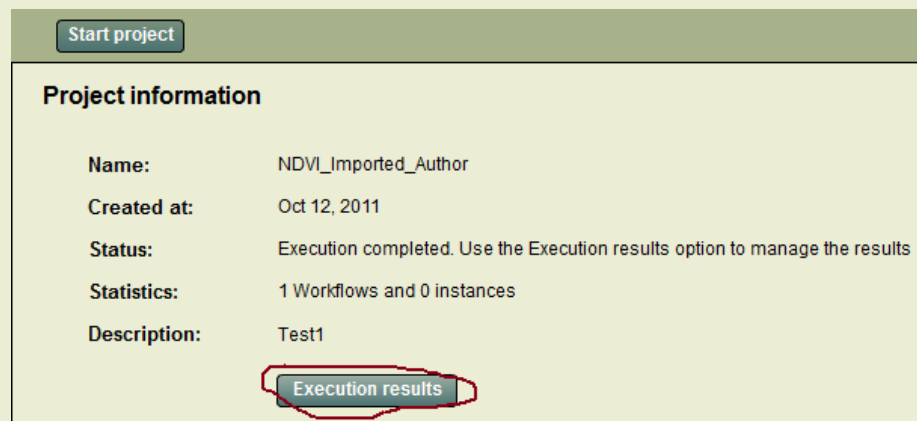 Start project
Project information
Name: NDVI_Imported_Author
Created at: Oct 12, 2011
Status: Execution completed. Use the Execution results option to manage the results
Statistics: 1 Workflows and 0 instances
Description: Test1
Execution results